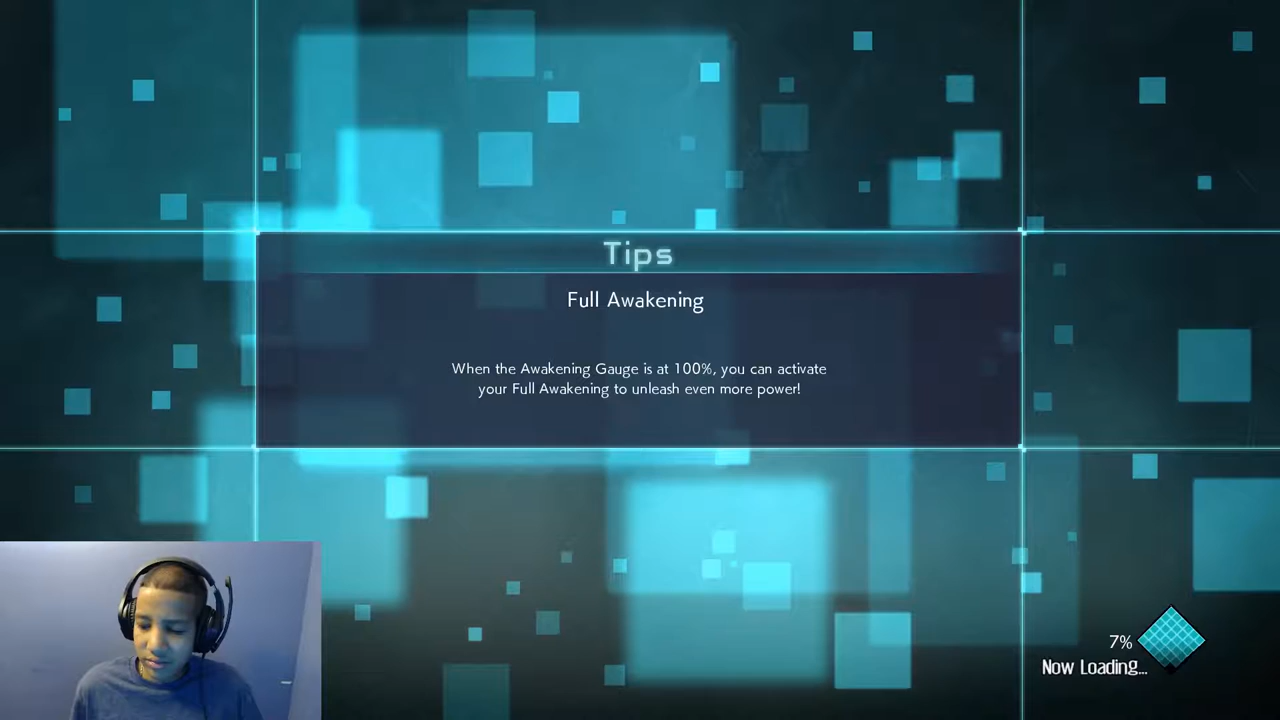 Tips
Full Awakening
When the Awakening Gauge is at 100%, you can activate
your Full Awakening to unleash even more power!
7%
Now Loading...